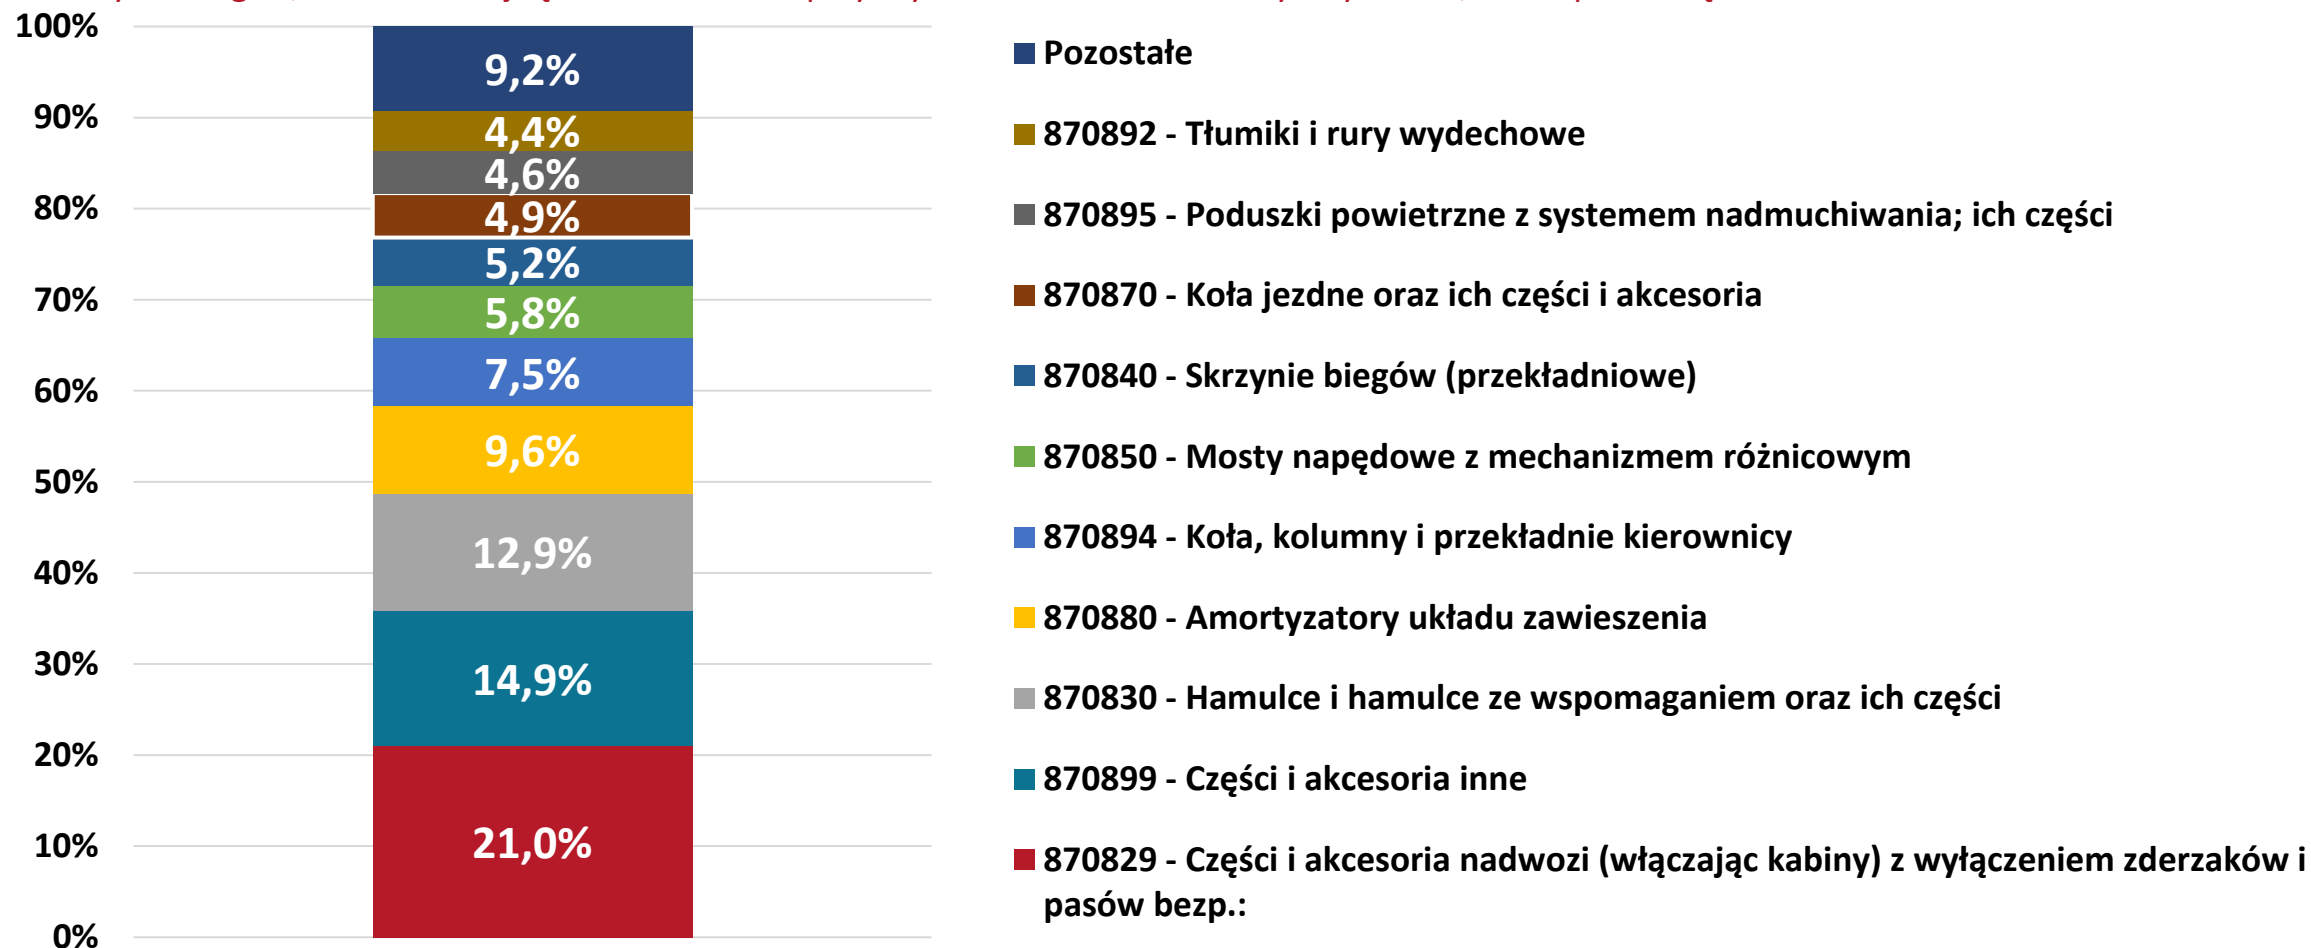 100%
90%
80%
70%
60%
50%
40%
30%
20%
10%
0%
9,2%
4,4%
4,6%
4,9%
5,2%
5,8%
7,5%
9,6%
12,9%
14,9%
21,0%
Pozostałe
870892 - Tłumiki i rury wydechowe
870895 - Poduszki powietrzne z systemem nadmuchiwania; ich części
870870 - Koła jezdne oraz ich części i akcesoria
870840 - Skrzynie biegów (przekładniowe)
870850 - Mosty napędowe z mechanizmem różnicowym
870894 - Koła, kolumny i przekładnie kierownicy
870880 - Amortyzatory układu zawieszenia
870830 - Hamulce i hamulce ze wspomaganiem oraz ich części
870899 - Części i akcesoria inne
870829 - Części i akcesoria nadwozi (włączając kabiny) z wyłączeniem zderzaków i
pasów bezp.: